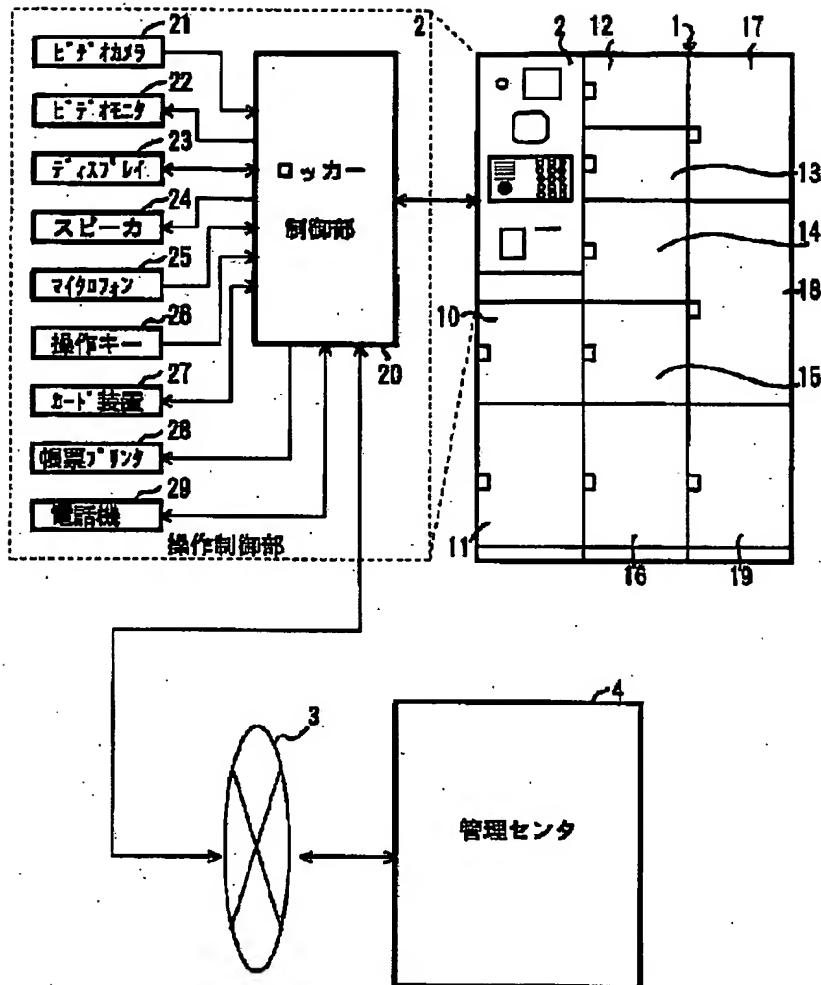 21
ビデオカメラ
22
ビデオモニタ
23
ディスプレイ
24
スピーカ
25
マイクロフォン
26
操作キー
27
カード装置
28
帳票プリンタ
29
電話機
操作制御部
2
ロッカー
制御部
20
2
12
1
17
13
14
18
10
15
11
16
19
3
4
管理センタ